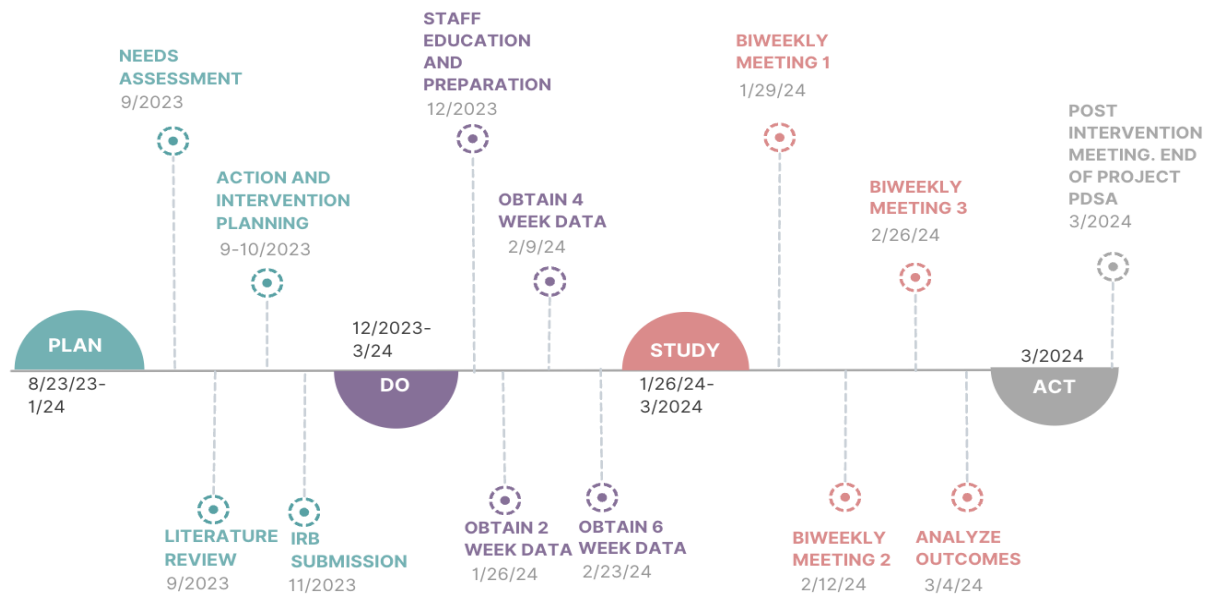 NEEDS
ASSESSMENT
9/2023
ACTION AND
INTERVENTION
PLANNING
9-10/2023
PLAN
8/23/23-
1/24
LITERATURE
REVIEW
9/2023
IRB
SUBMISSION
11/2023
STAFF
EDUCATION
AND
PREPARATION
12/2023
OBTAIN 4
WEEK DATA
2/9/24
12/2023-
3/24
DO
OBTAIN 2
WEEK DATA
1/26/24
OBTAIN 6
WEEK DATA
2/23/24
BIWEEKLY
MEETING 1
1/29/24
BIWEEKLY
MEETING 3
2/26/24
STUDY
1/26/24-
3/2024
BIWEEKLY
MEETING 2
2/12/24
ANALYZE
OUTCOMES
3/4/24
POST
INTERVENTION
MEETING. END
OF PROJECT
PDSA
3/2024
3/2024
ACT